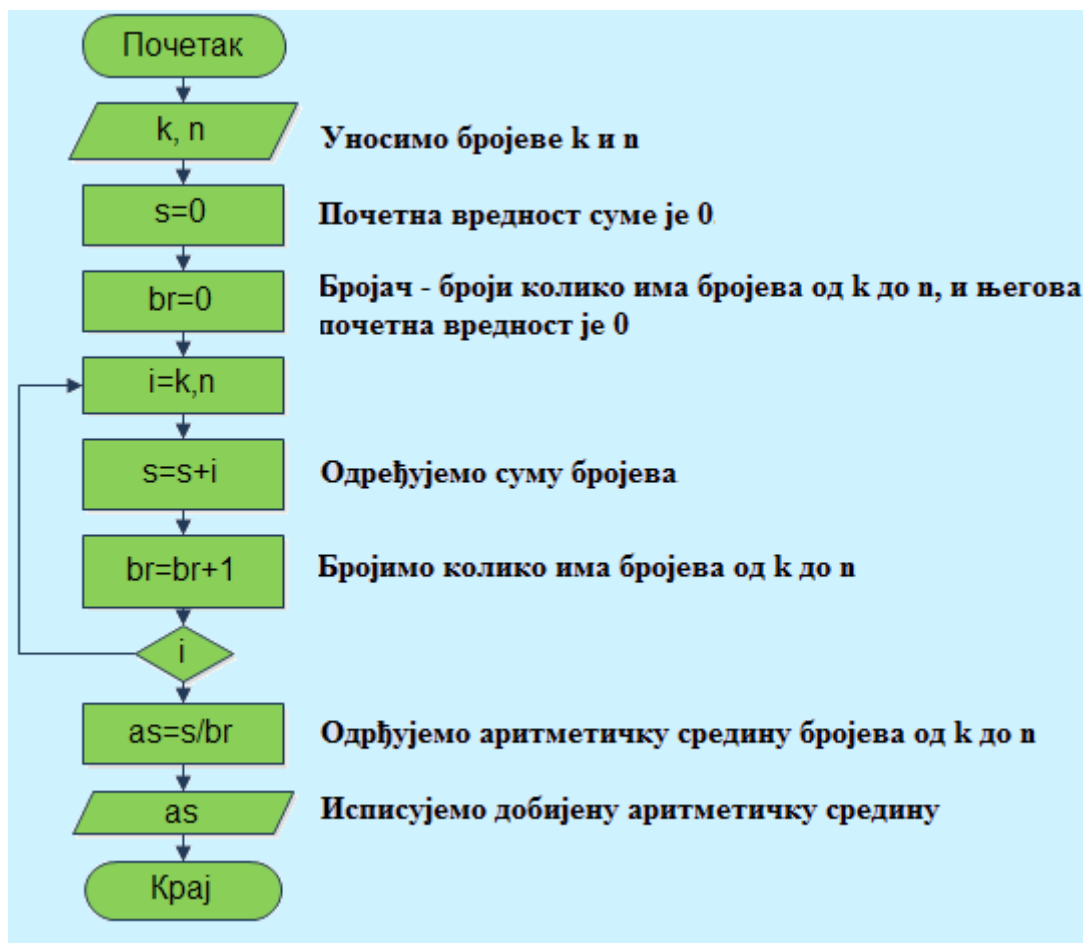 Почетак
k, n
Уносимо бројеве k и n
s=0
Почетна вредност суме је 0.
br=0
Бројач - броји колико има бројева од k до n, и његова
почетна вредност је 0
i=k,n
s=s+i
Одређујемо суму бројева
br=br+1
Бројимо колико има бројева од k до n
i
as=s/br
Одрђујемо аритметичку средину бројева од k до n
as
Исписујемо добијену аритметичку средину
Крај